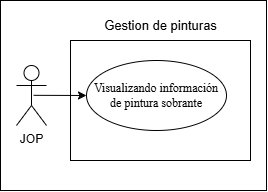 Gestion de pinturas
Visualizando información
de pintura sobrante
JOP